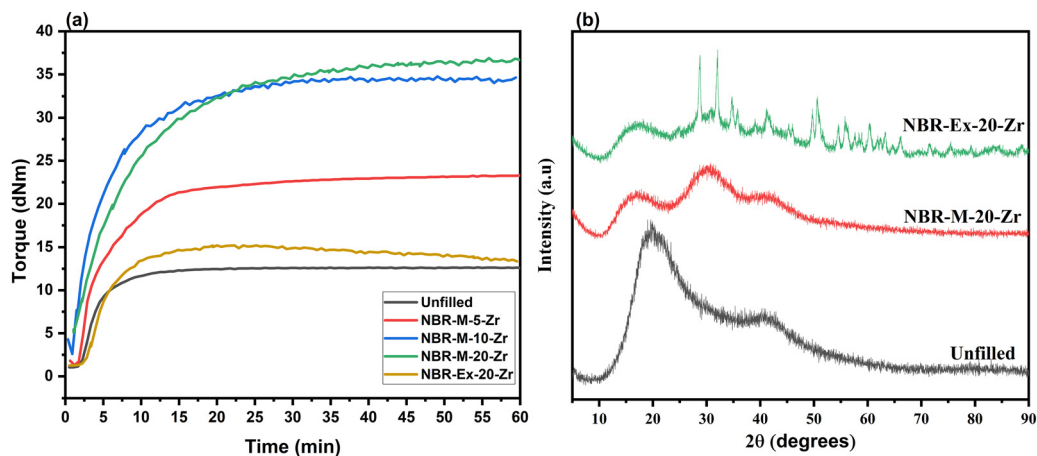 (a)
Torque (dNm)
40
35
30
25
20
15
10
5
0
0 5 10 15 20 25 30 35 40 45 50 55 60
Time (min)
Unfilled
NBR-M-5-Zr
NBR-M-10-Zr
NBR-M-20-Zr
NBR-Ex-20-Zr
(b)
Intensity (a.u)
NBR-Ex-20-Zr
NBR-M-20-Zr
Unfilled
10 20 30 40 50 60 70 80 90
2θ (degrees)